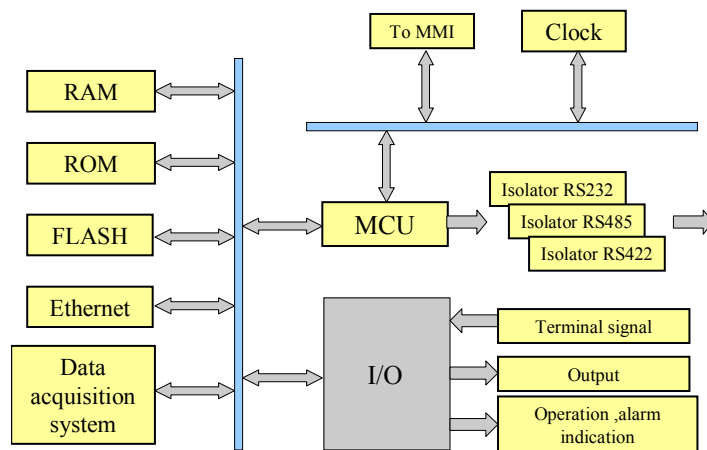 To MMI
Clock
RAM
ROM
FLASH
Ethernet
Data
acquisition
system
MCU
Isolator RS232
Isolator RS485
Isolator RS422
I/O
Terminal signal
Output
Operation ,alarm
indication